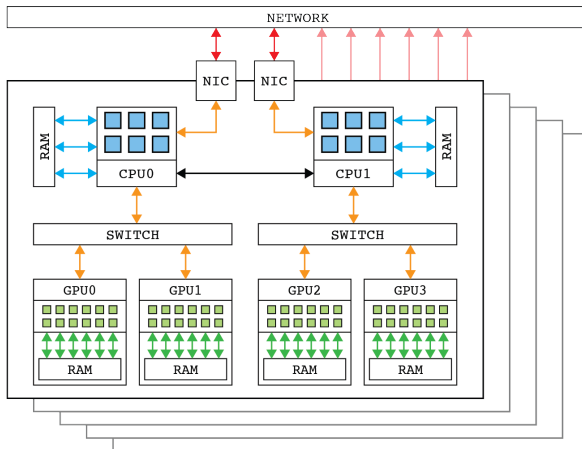 NETWORK
NIC
NIC
RAM
CPU0
CPU1
RAM
SWITCH
SWITCH
GPU0
GPU1
GPU2
GPU3
RAM
RAM
RAM
RAM